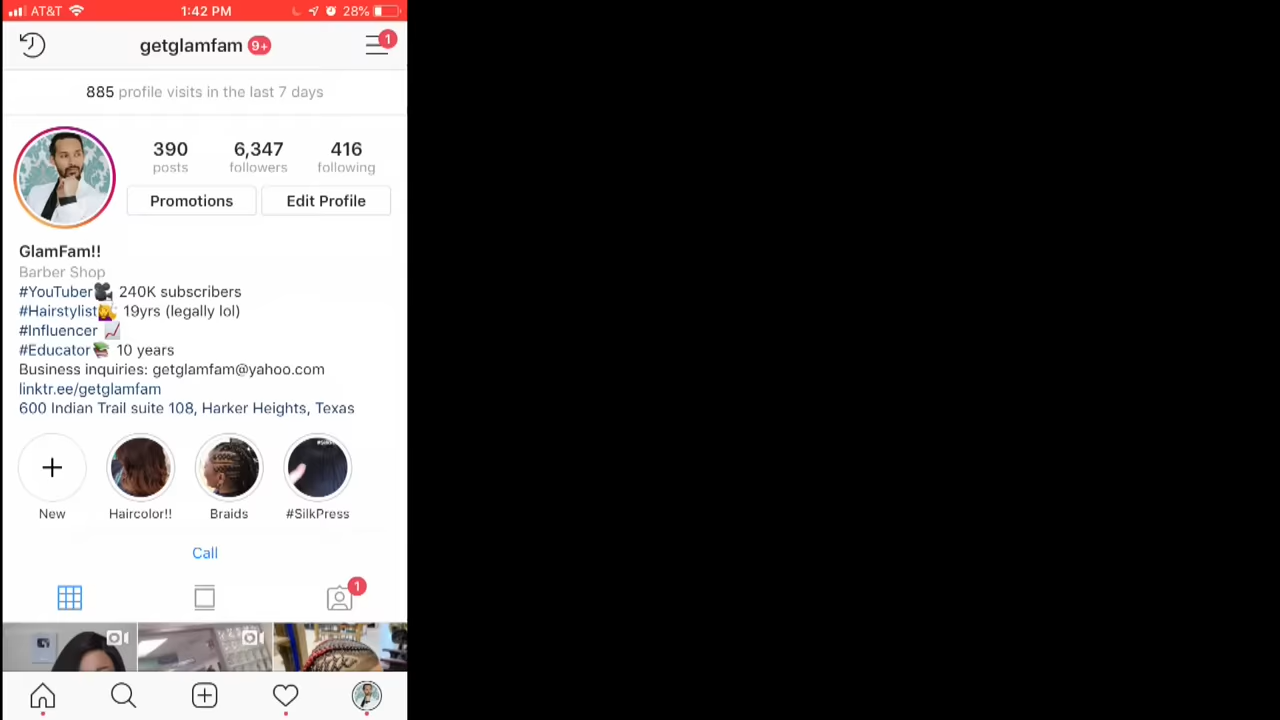 AT&T 1:42 PM 28%
getglamfam 9+ 1
885 profile visits in the last 7 days
390 6,347 416
posts followers following
Promotions Edit Profile
GlamFam!!
Barber Shop
#YouTuber🎥 240K subscribers
#Hairstylist💇 19yrs (legally lol)
#Influencer 📈
#Educator📚 10 years
Business inquiries: getglamfam@yahoo.com
linktr.ee/getglamfam
600 Indian Trail suite 108, Harker Heights, Texas
New Haircolor!! Braids #SilkPress
Call
1